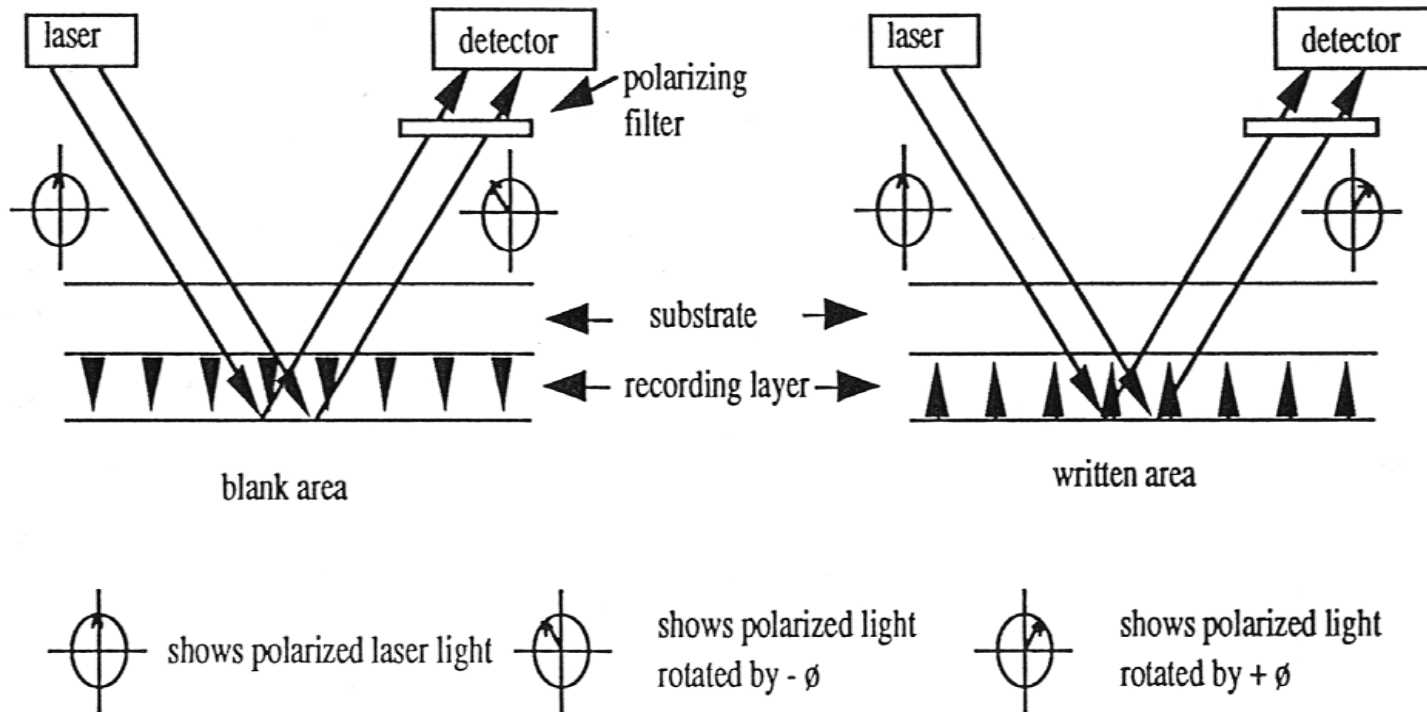 laser
detector
polarizing
filter
laser
detector
substrate
recording layer
blank area
written area
shows polarized laser light
shows polarized light
rotated by - ø
shows polarized light
rotated by + ø